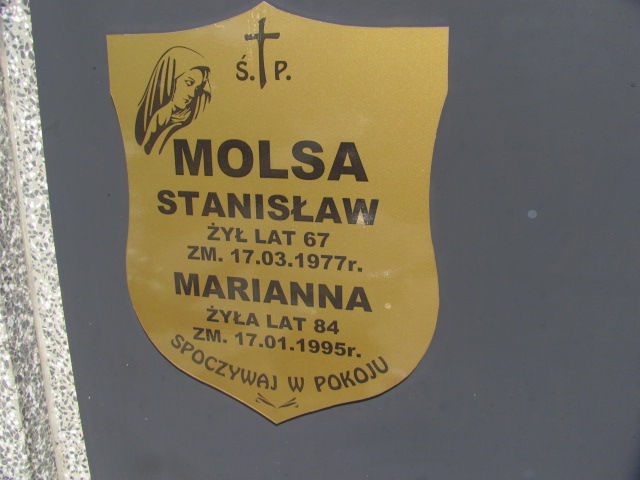 Ś. P.
MOLSA
STANISŁAW
ŻYŁ LAT 67
ZM. 17.03.1977r.
MARIANNA
ŻYŁA LAT 84
ZM. 17.01.1995r.
SPOCZYWAJ W POKOJU